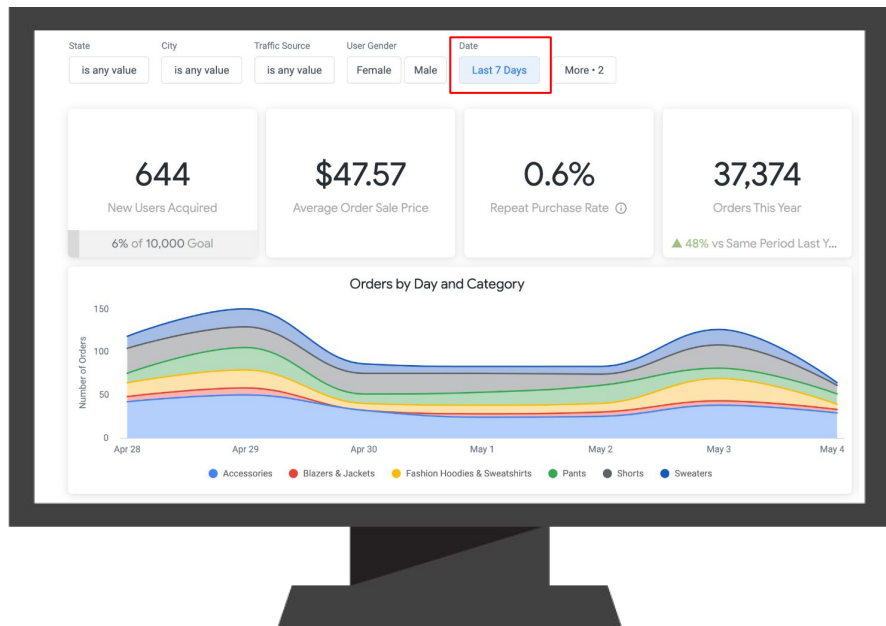 State City Traffic Source User Gender Date
is any value is any value is any value Female Male Last 7 Days More • 2
644 $47.57 0.6% 37,374
New Users Acquired Average Order Sale Price Repeat Purchase Rate Orders This Year
6% of 10,000 Goal ▲ 48% vs Same Period Last Y...
Orders by Day and Category
150
100
50
0
Number of Orders
Apr 28 Apr 29 Apr 30 May 1 May 2 May 3 May 4
Accessories Blazers & Jackets Fashion Hoodies & Sweatshirts Pants Shorts Sweaters